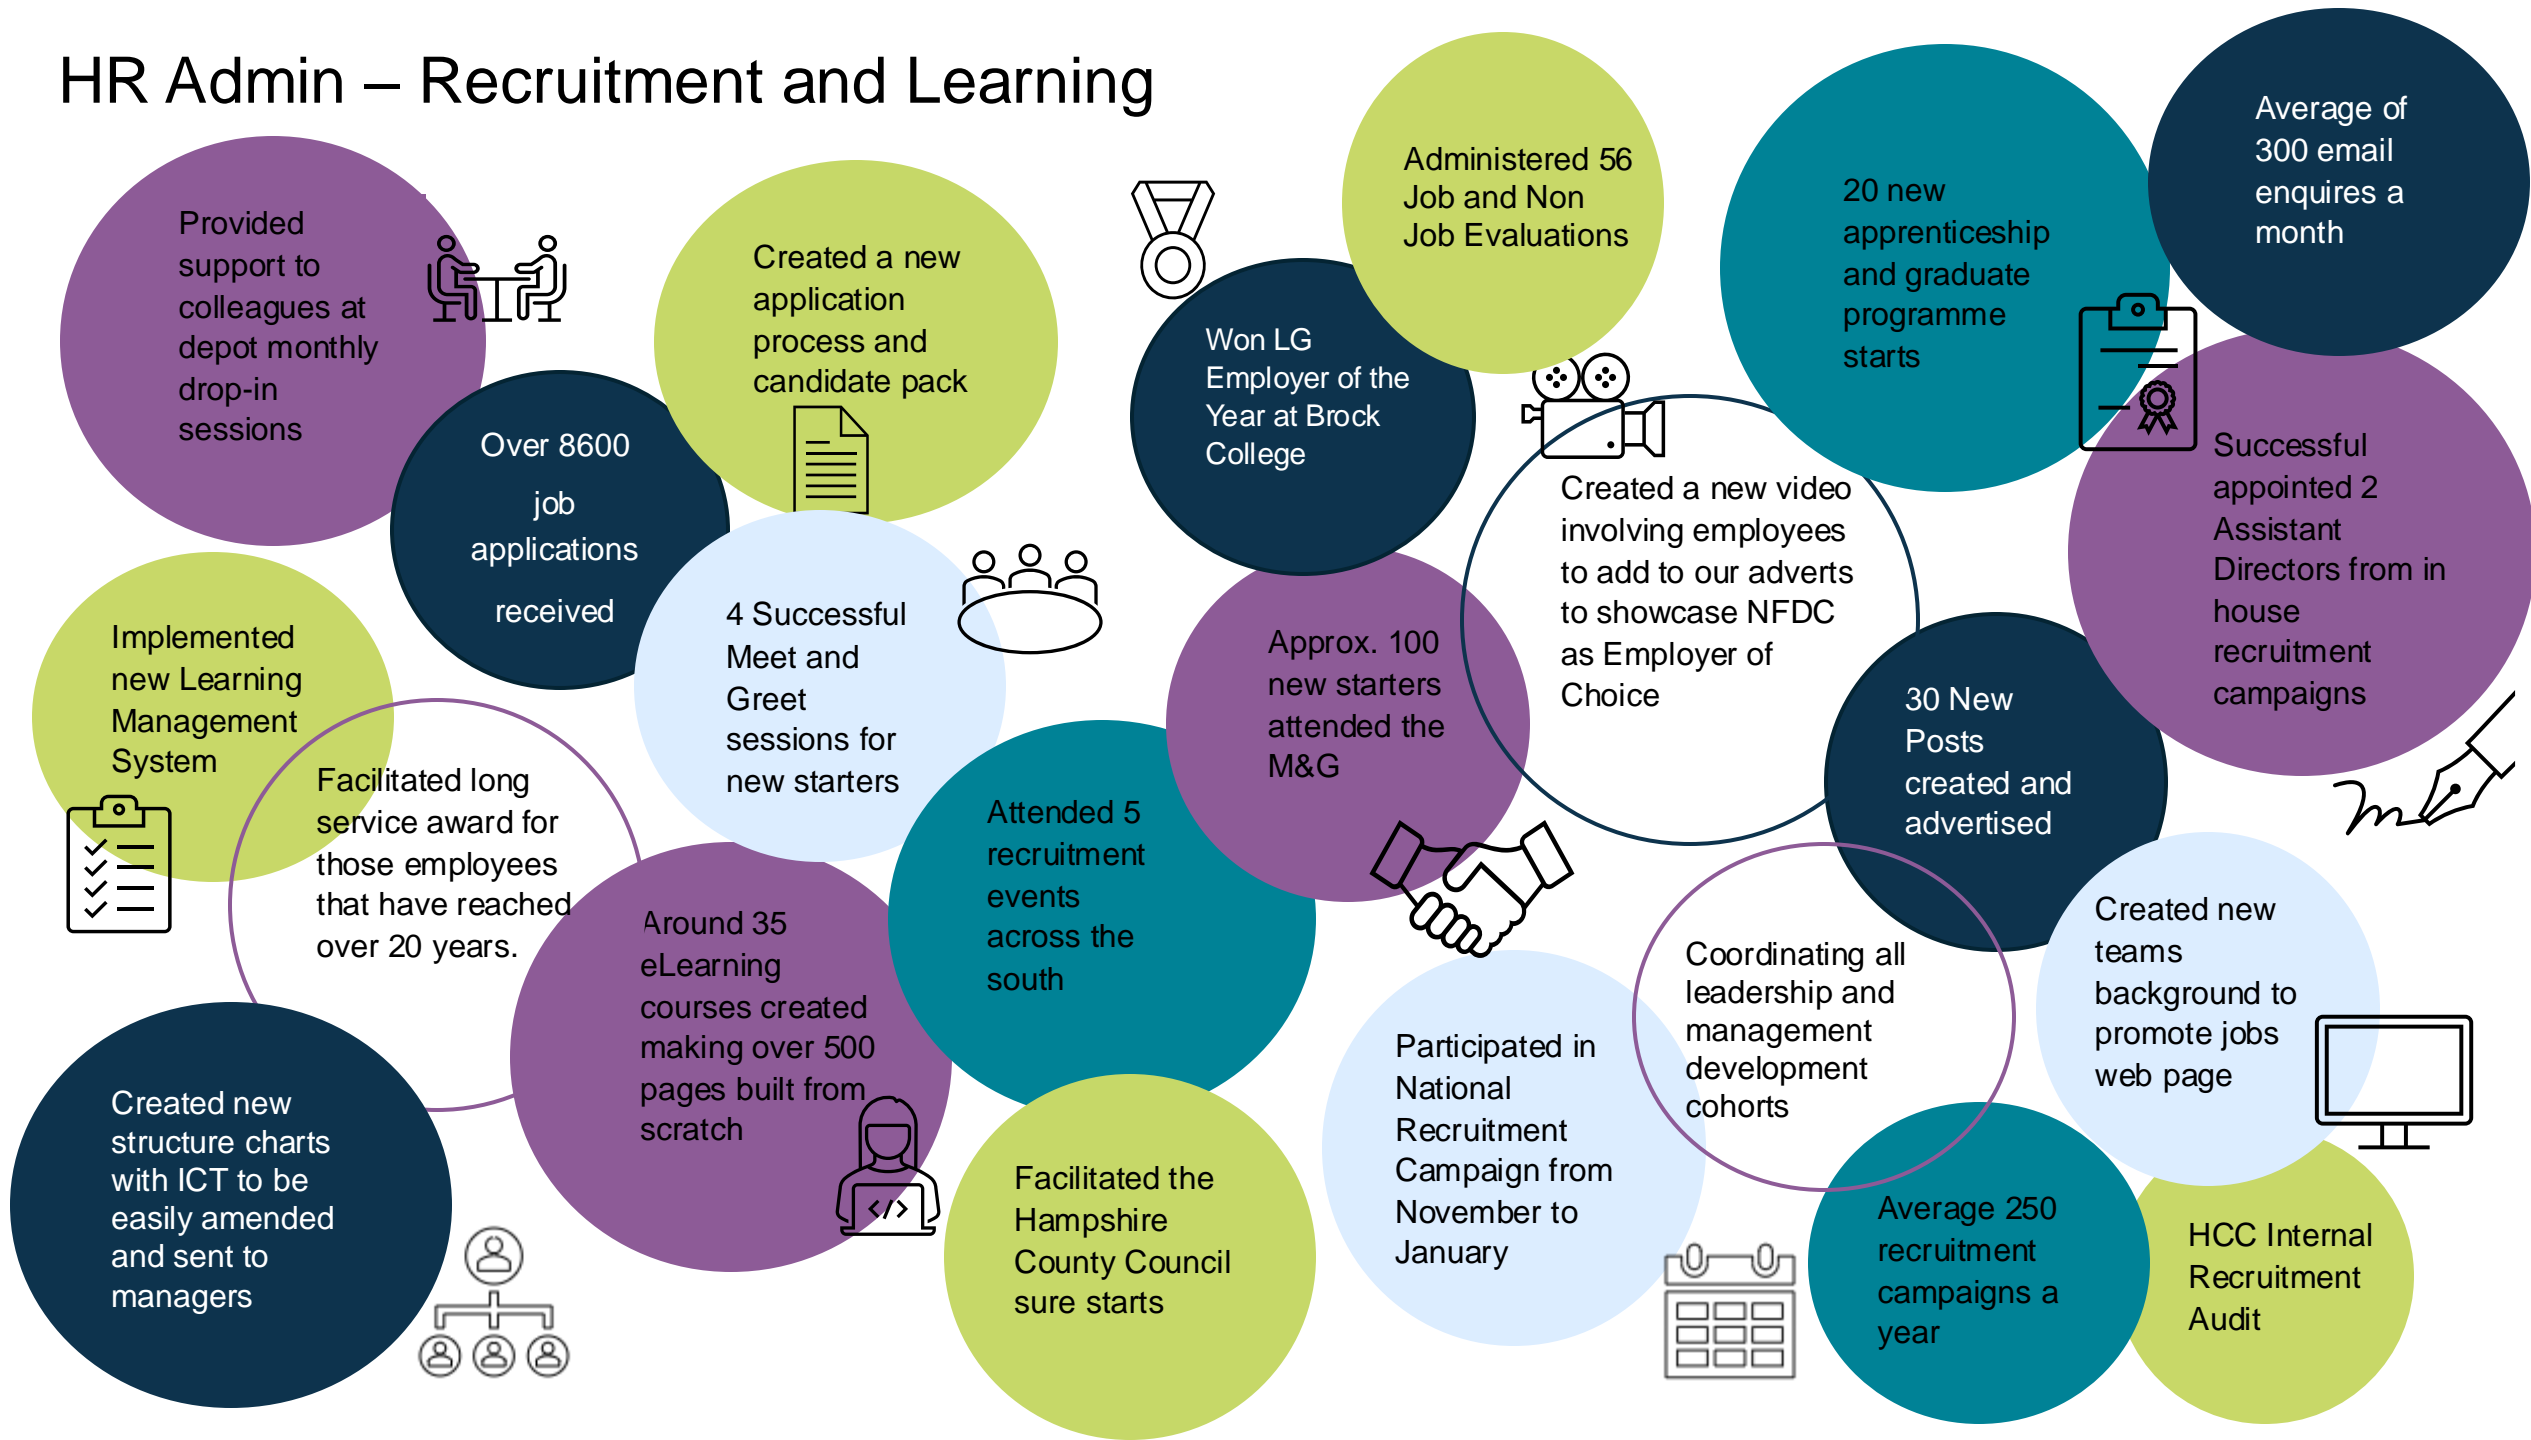 HR Admin – Recruitment and Learning
Provided
support to
colleagues at
depot monthly
drop-in
sessions
Over 8600
job
applications
received
Created a new
application
process and
candidate pack
Won LG
Employer of the
Year at Brock
College
Administered 56
Job and Non
Job Evaluations
20 new
apprenticeship
and graduate
programme
starts
Average of
300 email
enquires a
month
Implemented
new Learning
Management
System
Facilitated long
service award for
those employees
that have reached
over 20 years.
4 Successful
Meet and
Greet
sessions for
new starters
Approx. 100
new starters
attended the
M&G
Created a new video
involving employees
to add to our adverts
to showcase NFDC
as Employer of
Choice
Successful
appointed 2
Assistant
Directors from in
house
recruitment
campaigns
30 New
Posts
created and
advertised
Created new
structure charts
with ICT to be
easily amended
and sent to
managers
Around 35
eLearning
courses created
making over 500
pages built from
scratch
Attended 5
recruitment
events
across the
south
Facilitated the
Hampshire
County Council
sure starts
Participated in
National
Recruitment
Campaign from
November to
January
Coordinating all
leadership and
management
development
cohorts
Created new
teams
background to
promote jobs
web page
Average 250
recruitment
campaigns a
year
HCC Internal
Recruitment
Audit